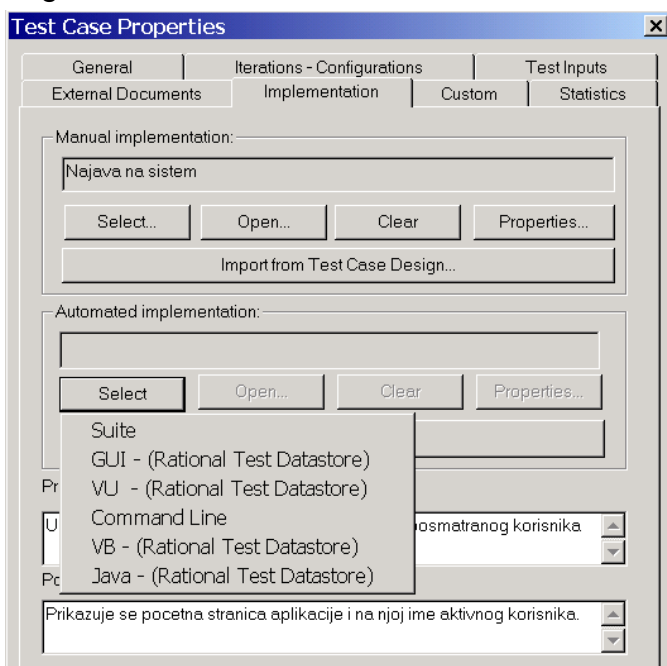 Test Case Properties
General Iterations - Configurations Test Inputs
External Documents Implementation Custom Statistics
Manual implementation:
Najava na sistem
Select... Open... Clear Properties...
Import from Test Case Design...
Automated implementation:
Select Open... Clear Properties...
Suite
GUI - (Rational Test Datastore)
VU - (Rational Test Datastore)
Command Line
VB - (Rational Test Datastore)
Java - (Rational Test Datastore)
Pr
U posmatranog korisnika
Po
Prikazuje se pocetna stranica aplikacije i na njoj ime aktivnog korisnika.